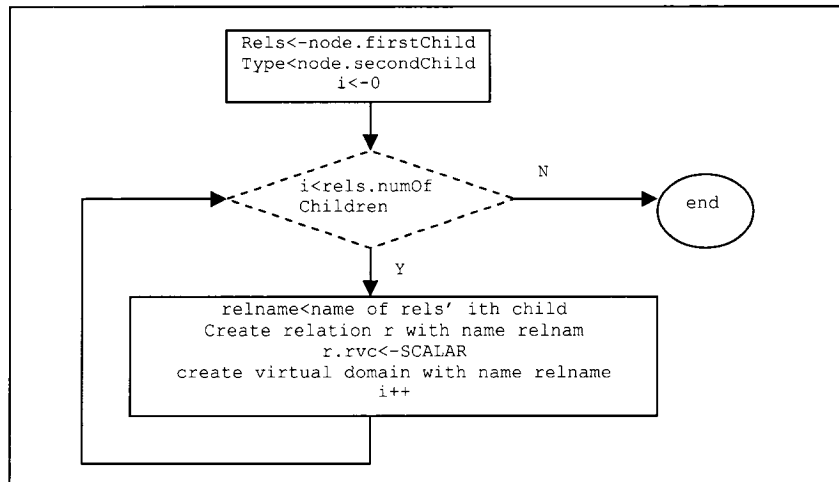 Rels<-node.firstChild
Type<node.secondChild
i<-0
i<rels.numOf
Children
N
end
Y
relname<name of rels' ith child
Create relation r with name relnam
r.rvc<-SCALAR
create virtual domain with name relname
i++